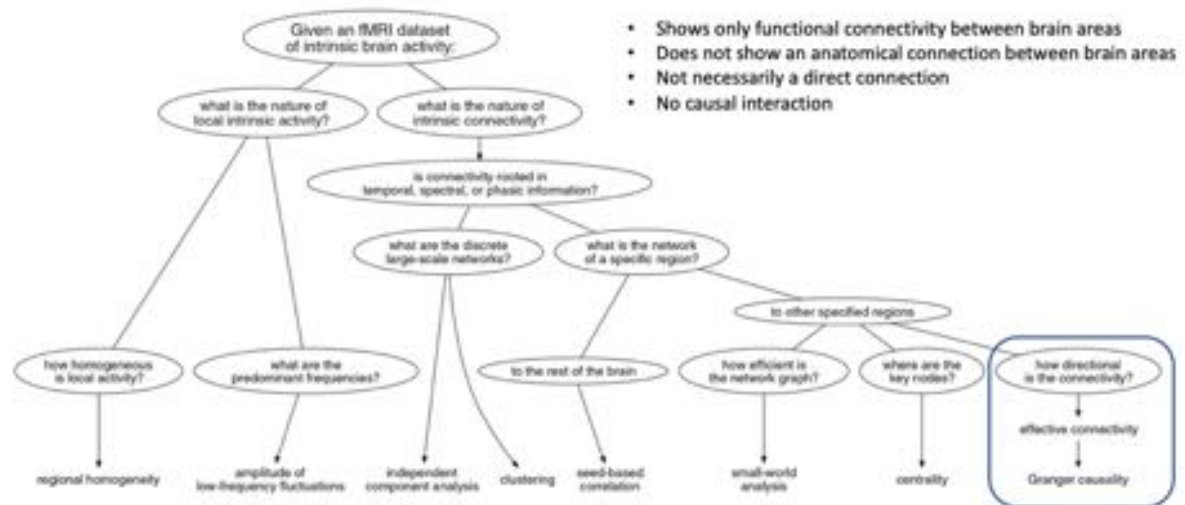 Given an fMRI dataset
of intrinsic brain activity:
• Shows only functional connectivity between brain areas
• Does not show an anatomical connection between brain areas
• Not necessarily a direct connection
• No causal interaction
what is the nature of
local intrinsic activity?
what is the nature of
intrinsic connectivity?
is connectivity rooted in
temporal, spectral, or phasic information?
what are the discrete
large-scale networks?
what is the network
of a specific region?
to other specified regions
how homogeneous
is local activity?
what are the
predominant frequencies?
to the rest of the brain
how efficient is
the network graph?
where are the
key nodes?
how directional
is the connectivity?
effective connectivity
regional homogeneity
amplitude of
low-frequency fluctuations
independent
component analysis
clustering
seed-based
correlation
small-world
analysis
centrality
Granger causality